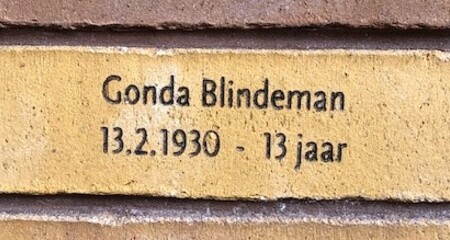 Gonda Blindeman
13.2.1930 - 13 jaar